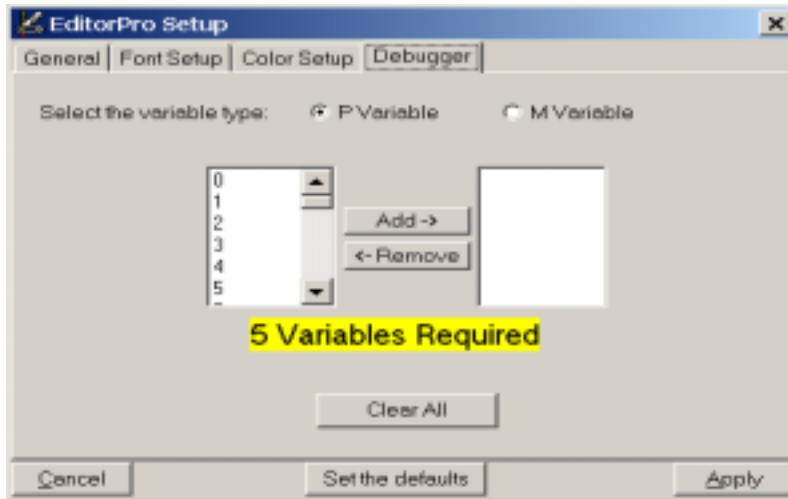 EditorPro Setup
General Font Setup Color Setup Debugger
Select the variable type: P Variable M Variable
0
1
2
3
4
5
Add ->
<- Remove
5 Variables Required
Clear All
Cancel Set the defaults Apply